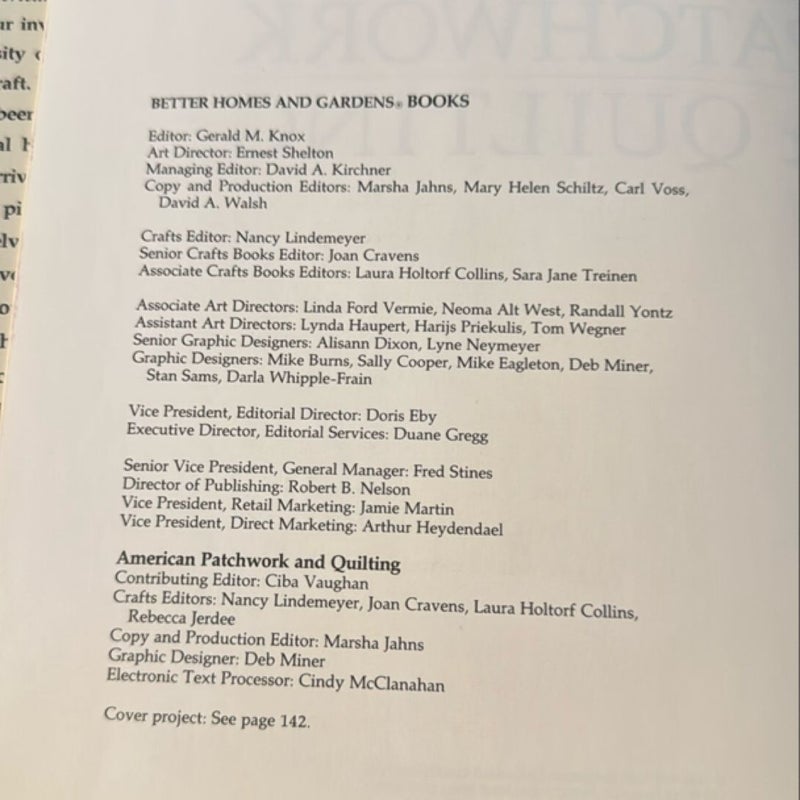 BETTER HOMES AND GARDENS® BOOKS
Editor: Gerald M. Knox
Art Director: Ernest Shelton
Managing Editor: David A. Kirchner
Copy and Production Editors: Marsha Jahns, Mary Helen Schiltz, Carl Voss,
David A. Walsh
Crafts Editor: Nancy Lindemeyer
Senior Crafts Books Editor: Joan Cravens
Associate Crafts Books Editors: Laura Holtorf Collins, Sara Jane Treinen
Associate Art Directors: Linda Ford Vermie, Neoma Alt West, Randall Yontz
Assistant Art Directors: Lynda Haupert, Harijs Priekulis, Tom Wegner
Senior Graphic Designers: Alisann Dixon, Lyne Neymeyer
Graphic Designers: Mike Burns, Sally Cooper, Mike Eagleton, Deb Miner,
Stan Sams, Darla Whipple-Frain
Vice President, Editorial Director: Doris Eby
Executive Director, Editorial Services: Duane Gregg
Senior Vice President, General Manager: Fred Stines
Director of Publishing: Robert B. Nelson
Vice President, Retail Marketing: Jamie Martin
Vice President, Direct Marketing: Arthur Heydendael
American Patchwork and Quilting
Contributing Editor: Ciba Vaughan
Crafts Editors: Nancy Lindemeyer, Joan Cravens, Laura Holtorf Collins,
Rebecca Jerdee
Copy and Production Editor: Marsha Jahns
Graphic Designer: Deb Miner
Electronic Text Processor: Cindy McClanahan
Cover project: See page 142.